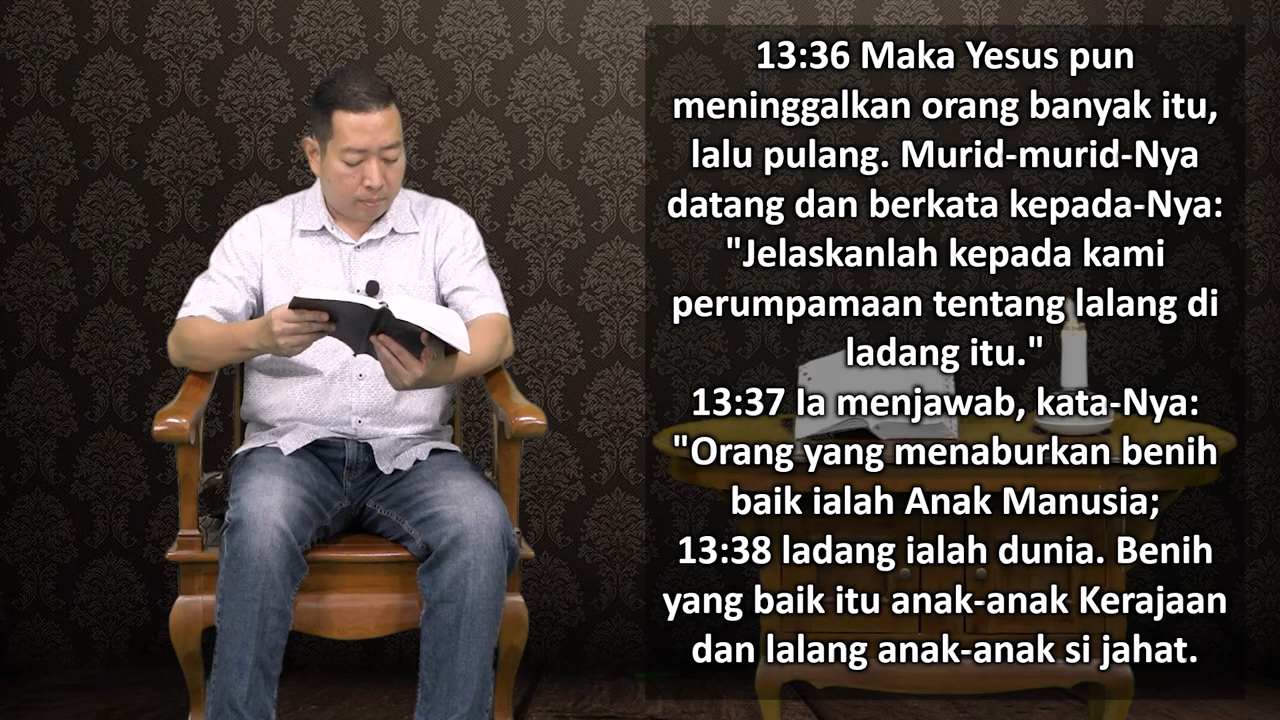 13:36 Maka Yesus pun
meninggalkan orang banyak itu,
lalu pulang. Murid-murid-Nya
datang dan berkata kepada-Nya:
"Jelaskanlah kepada kami
perumpamaan tentang lalang di
ladang itu."
13:37 Ia menjawab, kata-Nya:
"Orang yang menaburkan benih
baik ialah Anak Manusia;
13:38 ladang ialah dunia. Benih
yang baik itu anak-anak Kerajaan
dan lalang anak-anak si jahat.